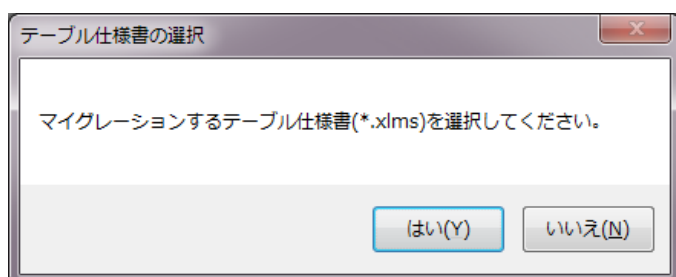 テーブル仕様書の選択
マイグレーションするテーブル仕様書(*.xlms)を選択してください。
はい(Y)
いいえ(N)